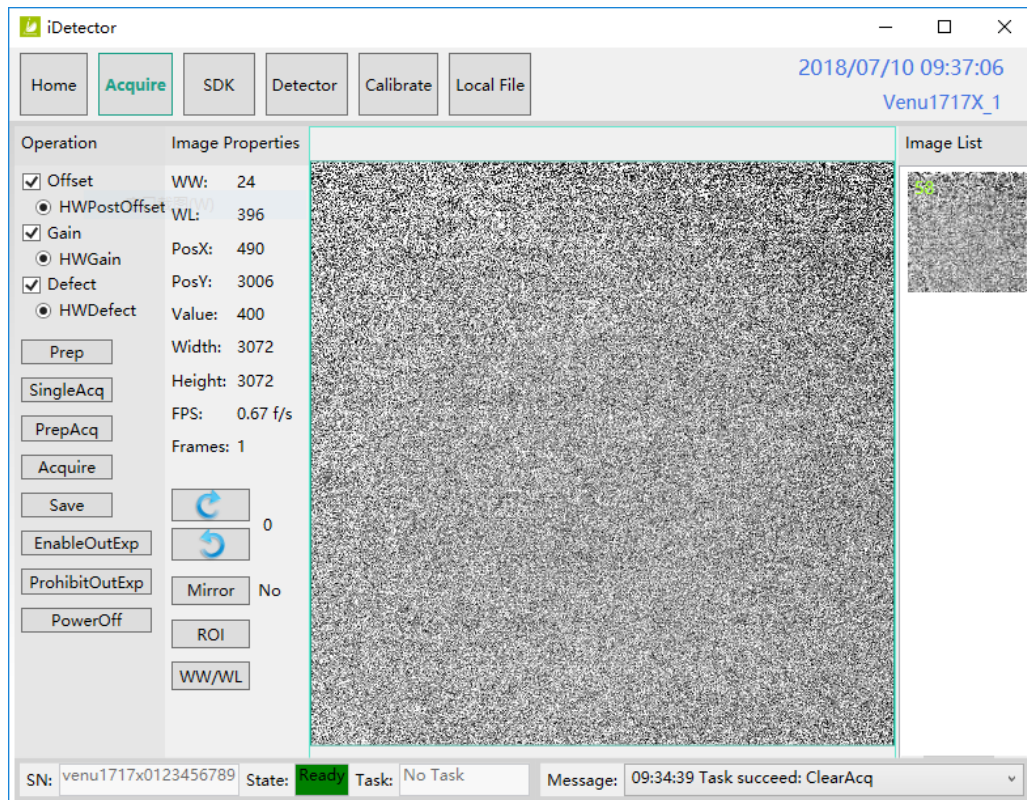 iDetector
Home
Acquire
SDK
Detector
Calibrate
Local File
2018/07/10 09:37:06
Venu1717X_1
Operation
Offset
HWPostOffset
Gain
HWGain
Defect
HWDefect
Prep
SingleAcq
PrepAcq
Acquire
Save
EnableOutExp
ProhibitOutExp
PowerOff
Image Properties
WW: 24
WL: 396
PosX: 490
PosY: 3006
Value: 400
Width: 3072
Height: 3072
FPS: 0.67 f/s
Frames: 1
0
Mirror No
ROI
WW/WL
Image List
SN: venu1717x0123456789 State: Ready Task: No Task Message: 09:34:39 Task succeed: ClearAcq